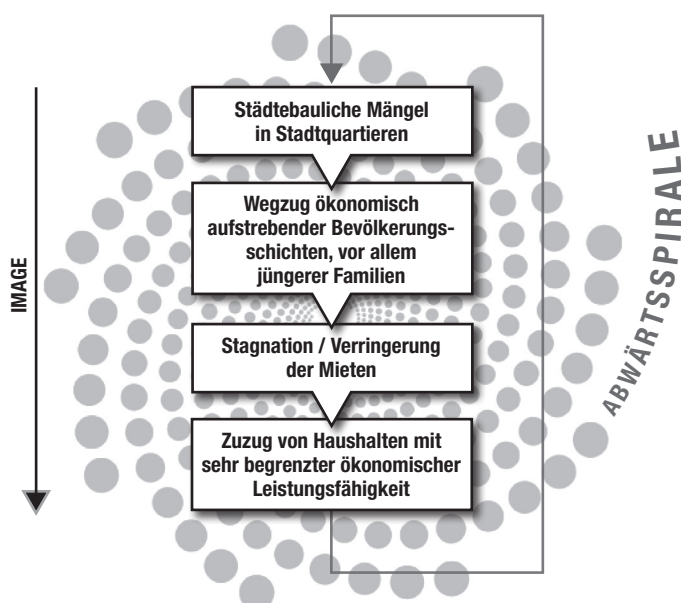 Städtebauliche Mängel
in Stadtquartieren
Wegzug ökonomisch
aufstrebender Bevölkerungs-
schichten, vor allem
jüngerer Familien
Stagnation / Verringerung
der Mieten
Zuzug von Haushalten mit
sehr begrenzter ökonomischer
Leistungsfähigkeit
IMAGE
ABWÄRTSSPIRALE